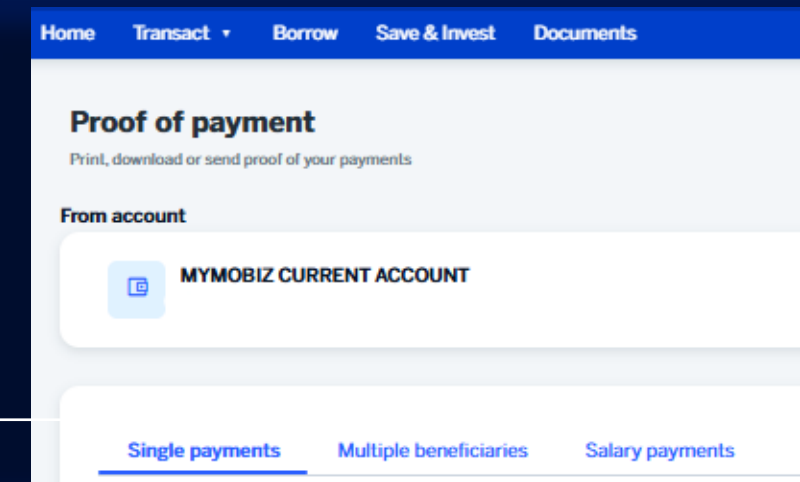 Home Transact Borrow Save & Invest Documents
Proof of payment
Print, download or send proof of your payments
From account
MYMOBIZ CURRENT ACCOUNT
Single payments Multiple beneficiaries Salary payments